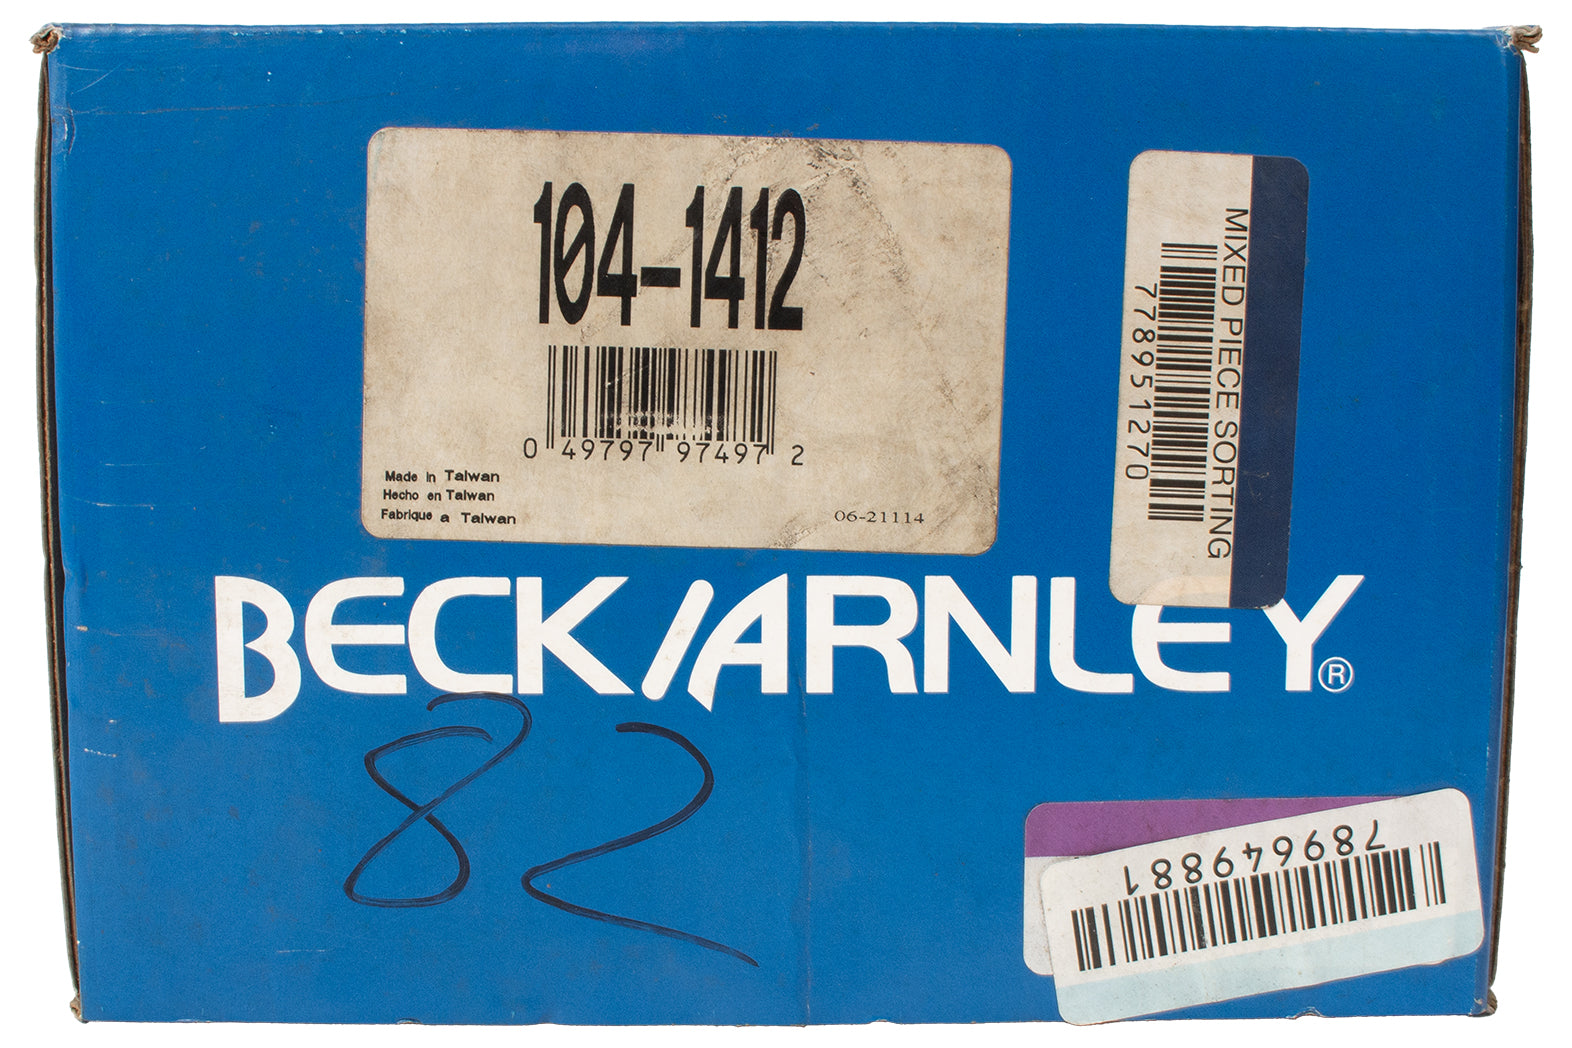 104-1412
0 49797 97497 2
Made in Taiwan
Hecho en Taiwan
Fabrique a Taiwan
06-21114
MIXED PIECE SORTING
778951270
BECK/ARNLEY®
82
789649881